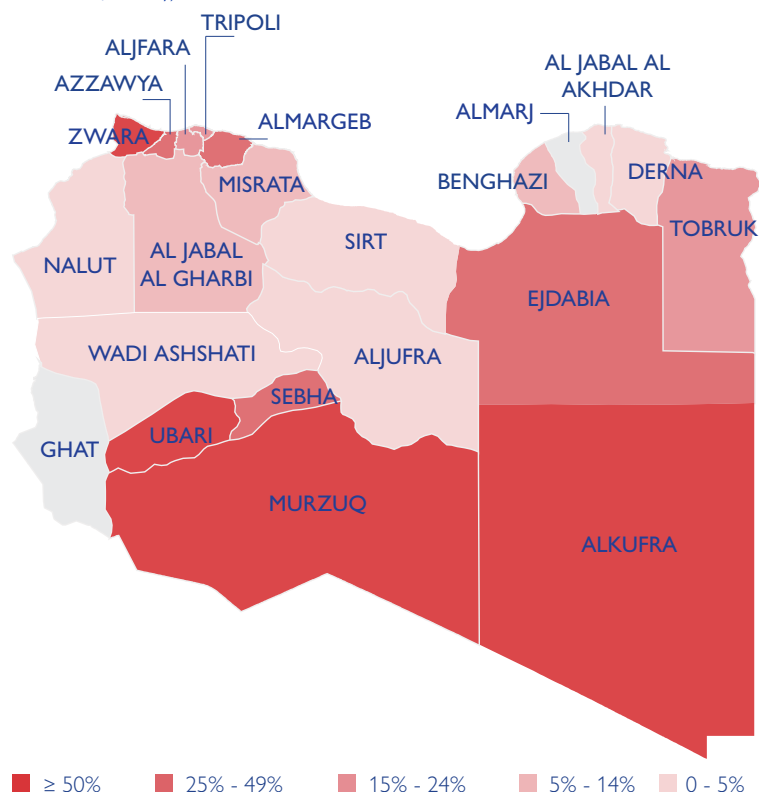 TRIPOLI
ALJFARA
AL JABAL AL
AKHDAR
AZZAWYA
ALMARJ
ALMARGEB
ZWARA
DERNA
BENGHAZI
MISRATA
TOBRUK
SIRT
AL JABAL
AL GHARBI
NALUT
EJDABIA
WADI ASHSHATI
ALJUFRA
SEBHA
UBARI
GHAT
MURZUQ
ALKUFRA
≥ 50% 25% - 49% 15% - 24% 5% - 14% 0 - 5%